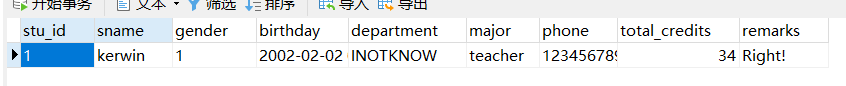 开始事务 文本 筛选 排序 导入 导出
stu_id sname gender birthday department major phone total_credits remarks
1 kerwin 1 2002-02-02 INOTKNOW teacher 123456789 34 Right!